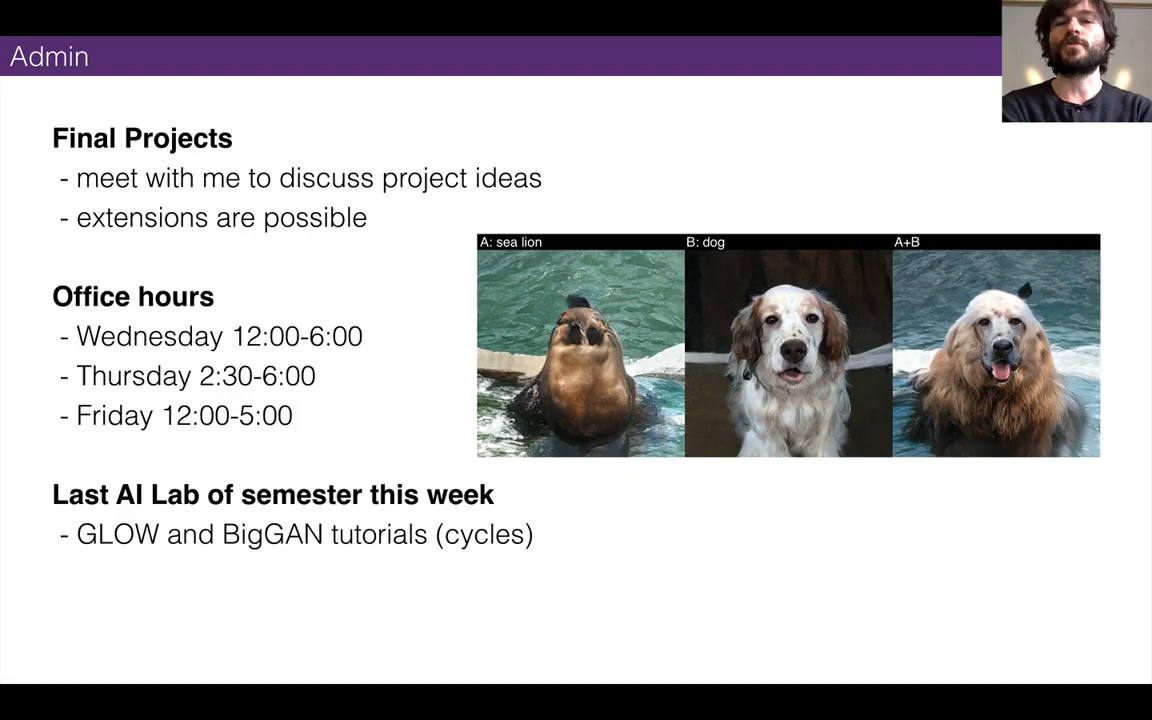 Admin
Final Projects
- meet with me to discuss project ideas
- extensions are possible
A: sea lion
B: dog
A+B
Office hours
- Wednesday 12:00-6:00
- Thursday 2:30-6:00
- Friday 12:00-5:00
Last AI Lab of semester this week
- GLOW and BigGAN tutorials (cycles)